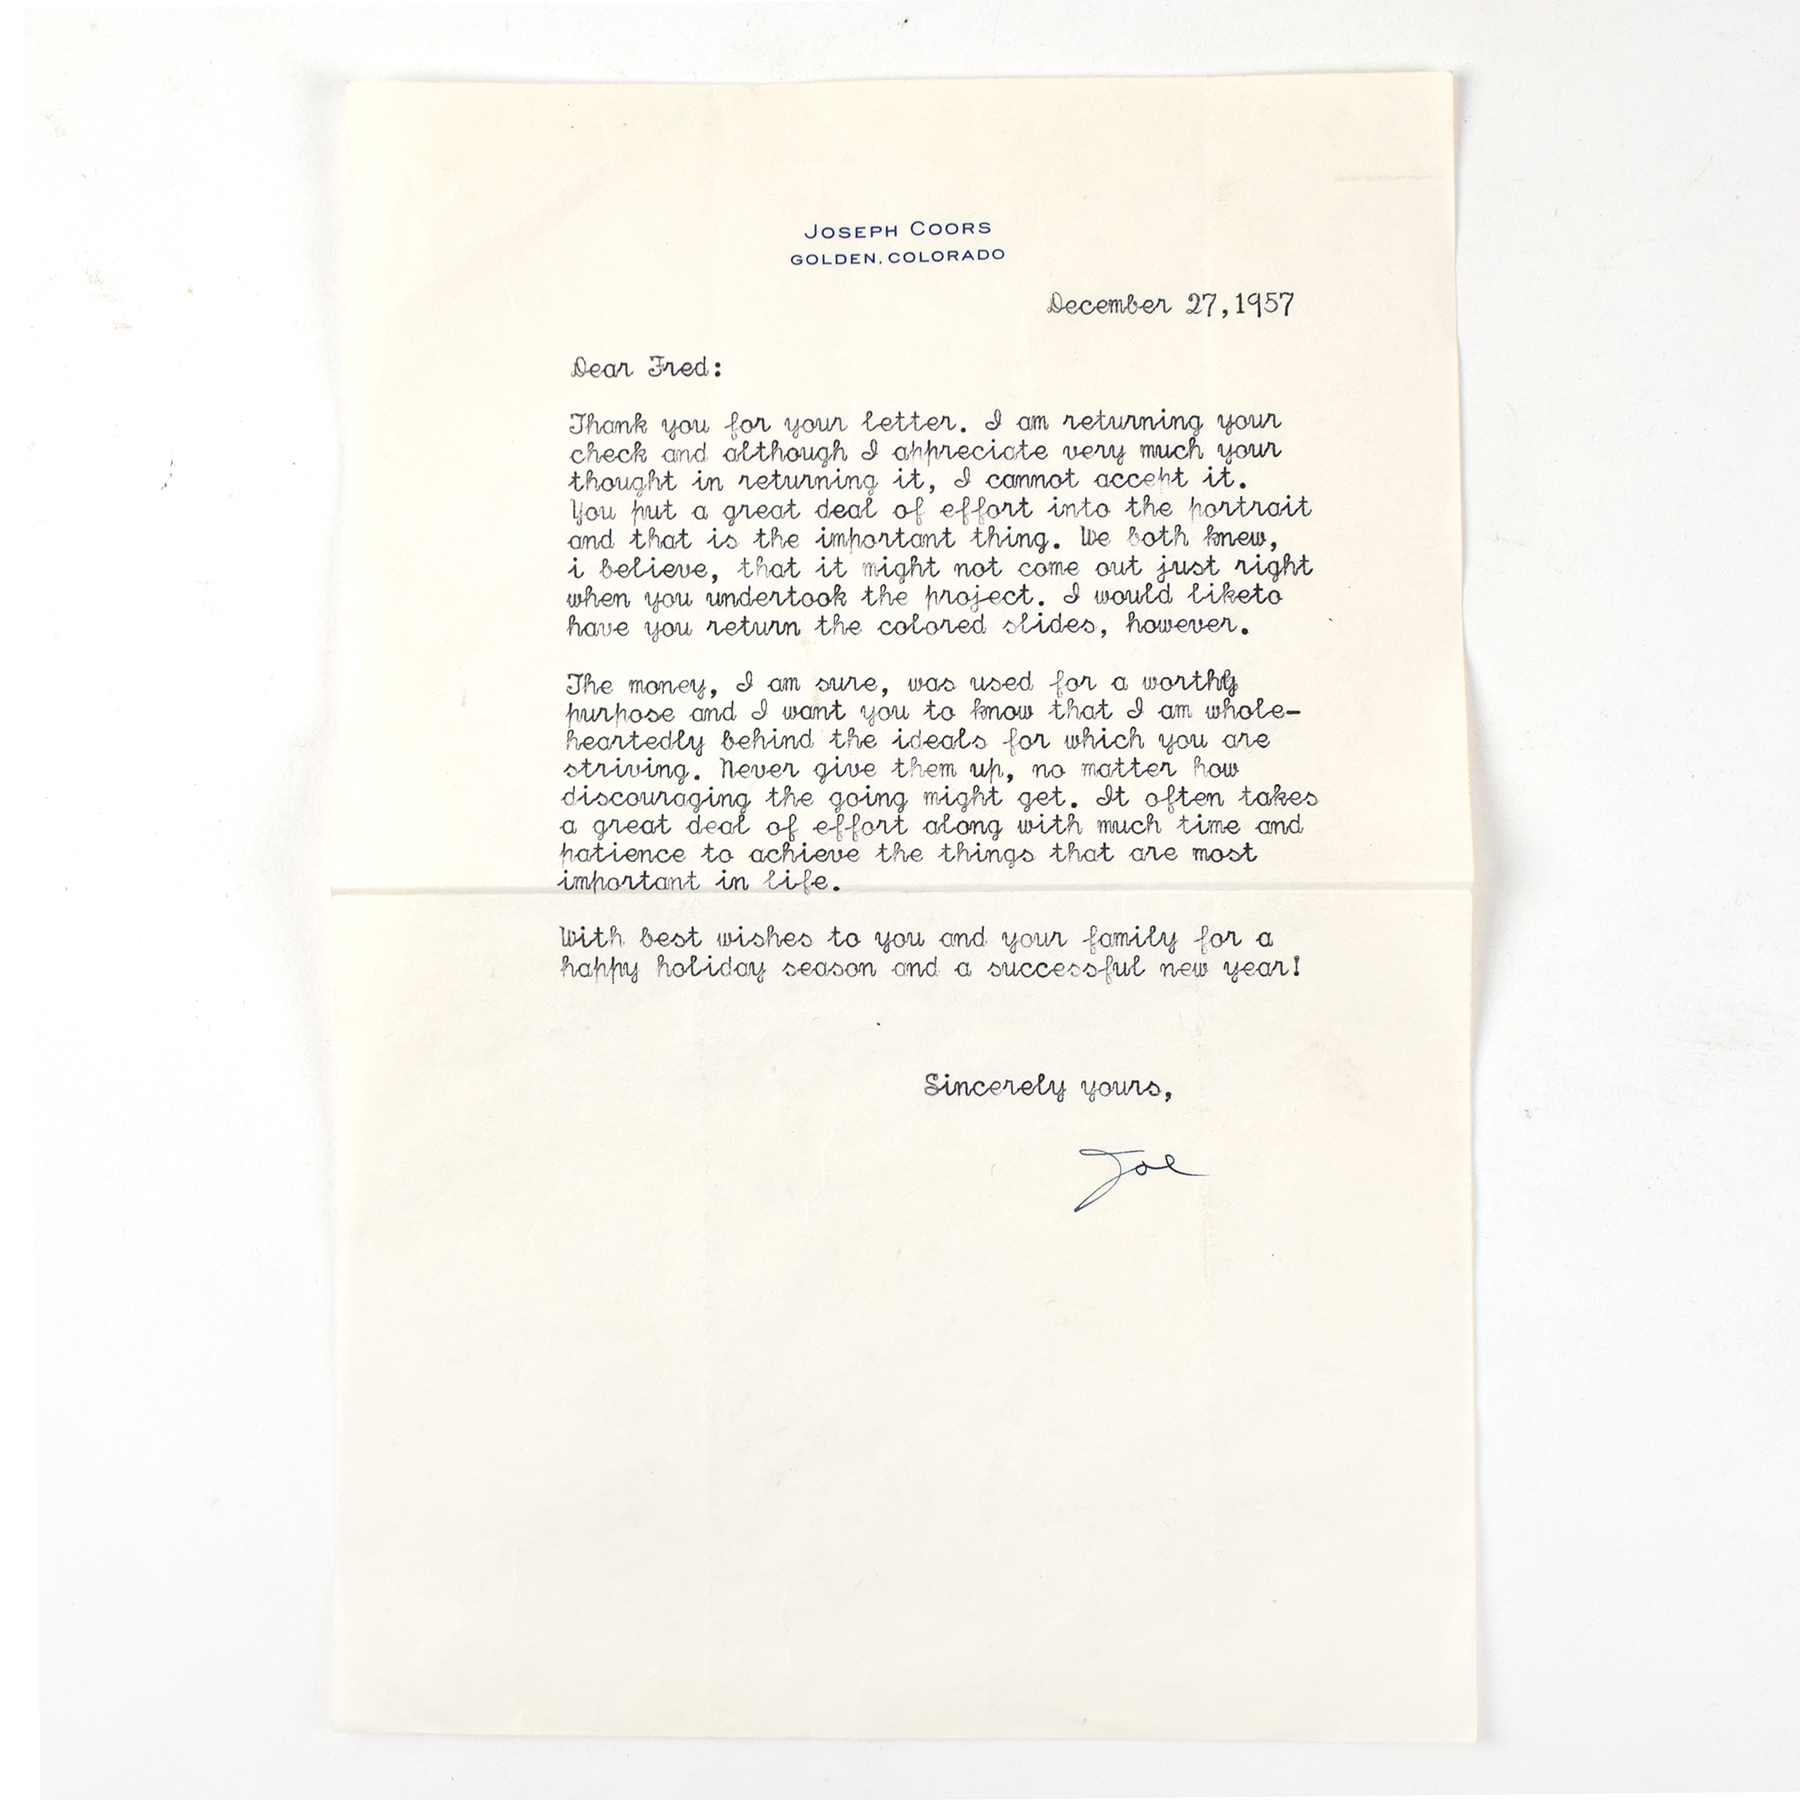 JOSEPH COORS
GOLDEN, COLORADO
December 27,1957
Dear Fred:
Thank you for your letter. I am returning your
check and although I appreciate very much your
thought in returning it, I cannot accept it.
You put a great deal of effort into the portrait
and that is the important thing. We both knew,
i believe, that it might not come out just right
when you undertook the project. I would liketo
have you return the colored slides, however.
The money, I am sure, was used for a worthy
purpose and I want you to know that I am whole-
heartedly behind the ideals for which you are
striving. Never give them up, no matter how
discouraging the going might get. It often takes
a great deal of effort along with much time and
patience to achieve the things that are most
important in life.
With best wishes to you and your family for a
happy holiday season and a successful new year!
Sincerely yours,
Joe